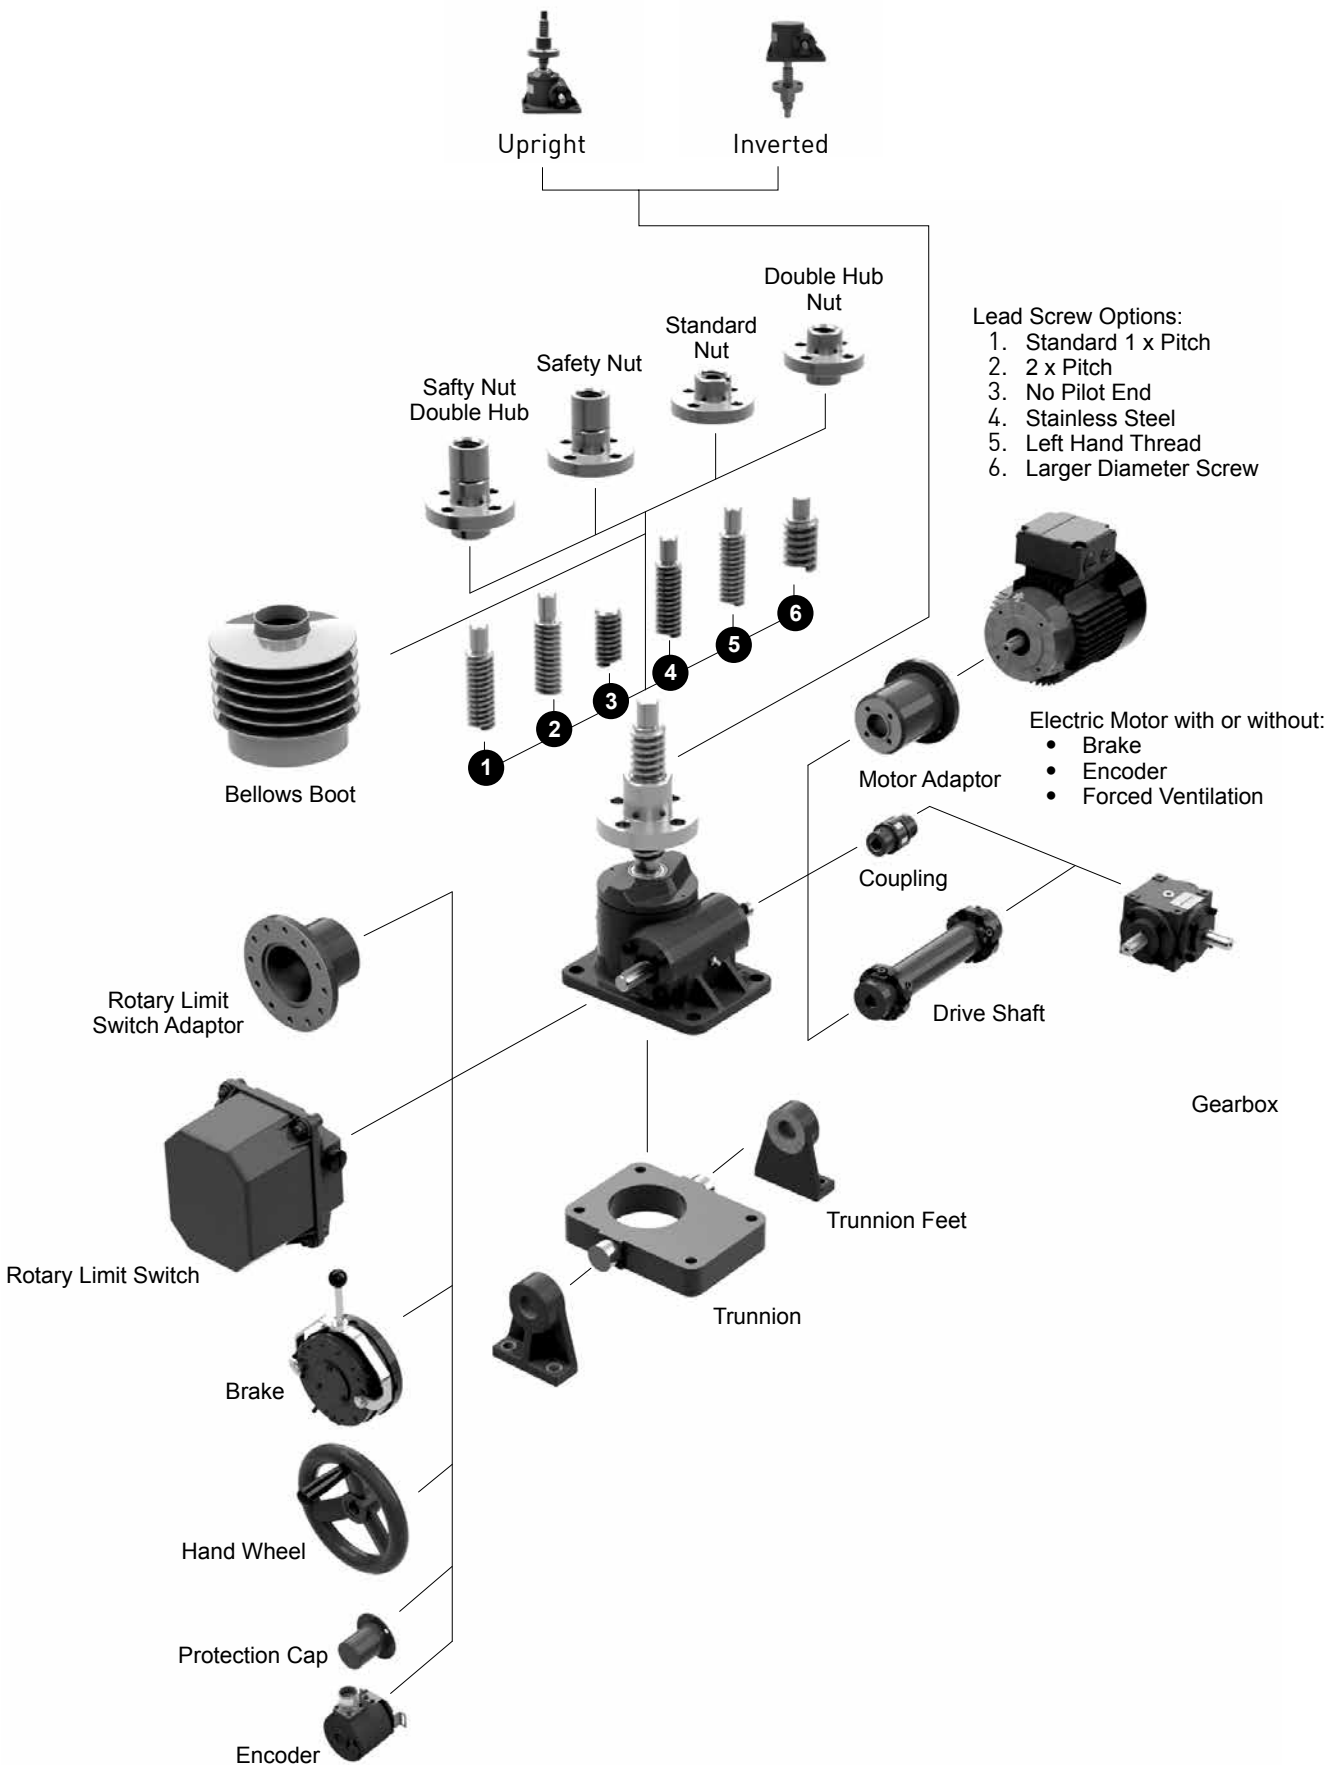 Upright
Inverted
Double Hub
Nut
Standard
Nut
Safety Nut
Safty Nut
Double Hub
Lead Screw Options:
1. Standard 1 x Pitch
2. 2 x Pitch
3. No Pilot End
4. Stainless Steel
5. Left Hand Thread
6. Larger Diameter Screw
6
5
4
3
2
1
Bellows Boot
Electric Motor with or without:
• Brake
• Encoder
• Forced Ventilation
Motor Adaptor
Coupling
Drive Shaft
Gearbox
Rotary Limit
Switch Adaptor
Rotary Limit Switch
Trunnion Feet
Trunnion
Brake
Hand Wheel
Protection Cap
Encoder